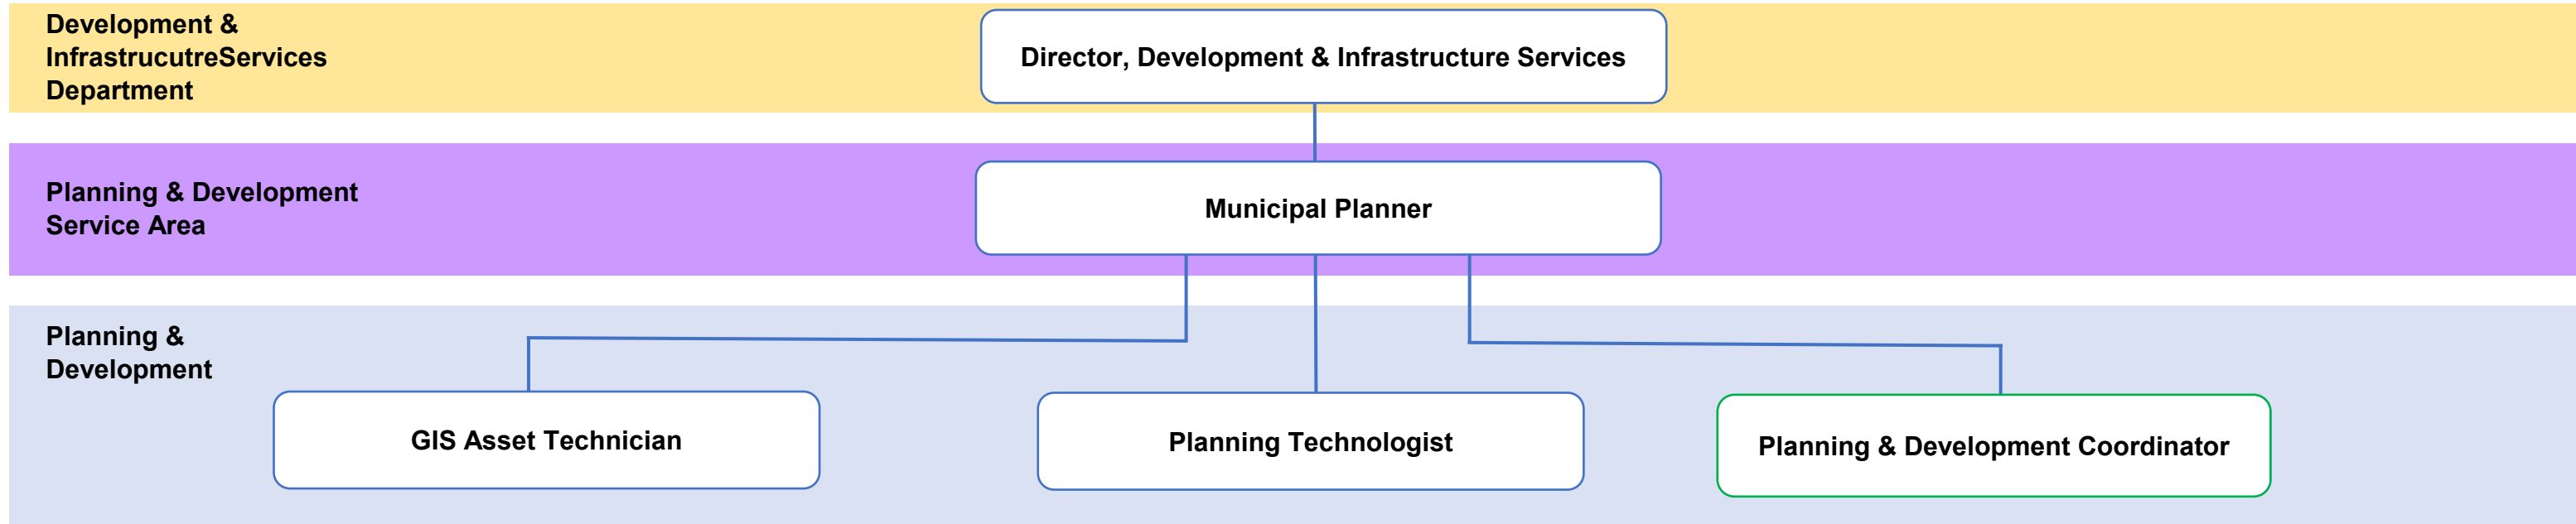 Development &
InfrastrucutreServices
Department
Director, Development & Infrastructure Services
Planning & Development
Service Area
Municipal Planner
Planning &
Development
GIS Asset Technician
Planning Technologist
Planning & Development Coordinator